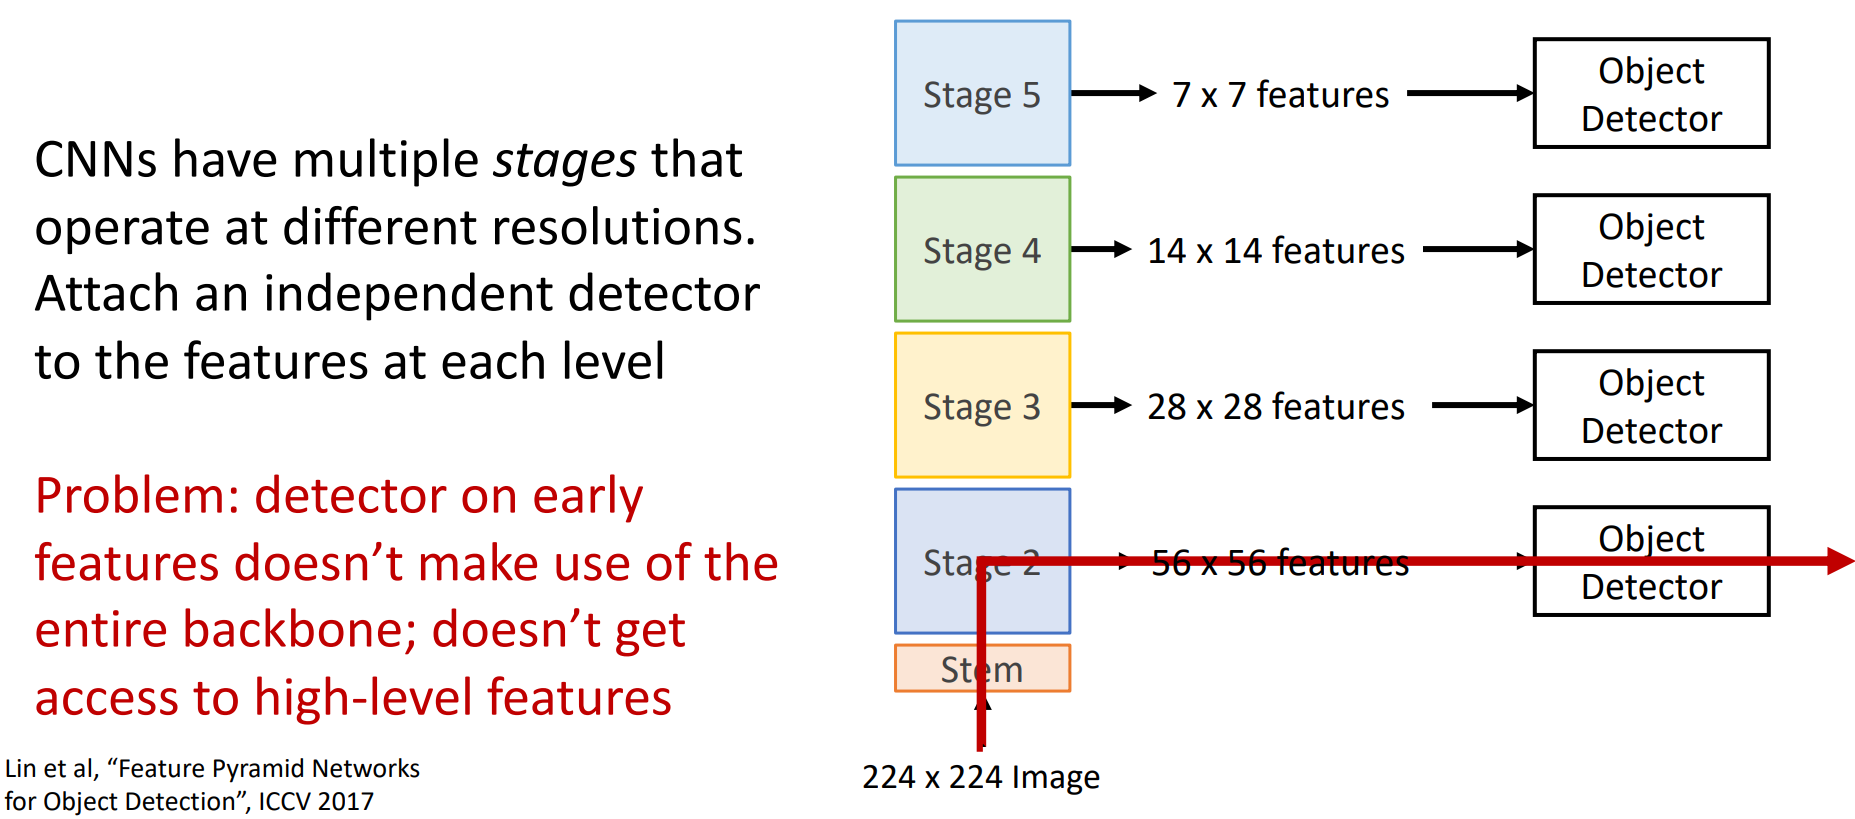 CNNs have multiple stages that
operate at different resolutions.
Attach an independent detector
to the features at each level
Problem: detector on early
features doesn’t make use of the
entire backbone; doesn’t get
access to high-level features
Lin et al, “Feature Pyramid Networks
for Object Detection”, ICCV 2017
Stage 5
7 x 7 features
Object
Detector
Stage 4
14 x 14 features
Object
Detector
Stage 3
28 x 28 features
Object
Detector
Stage 2
56 x 56 features
Object
Detector
Stem
224 x 224 Image